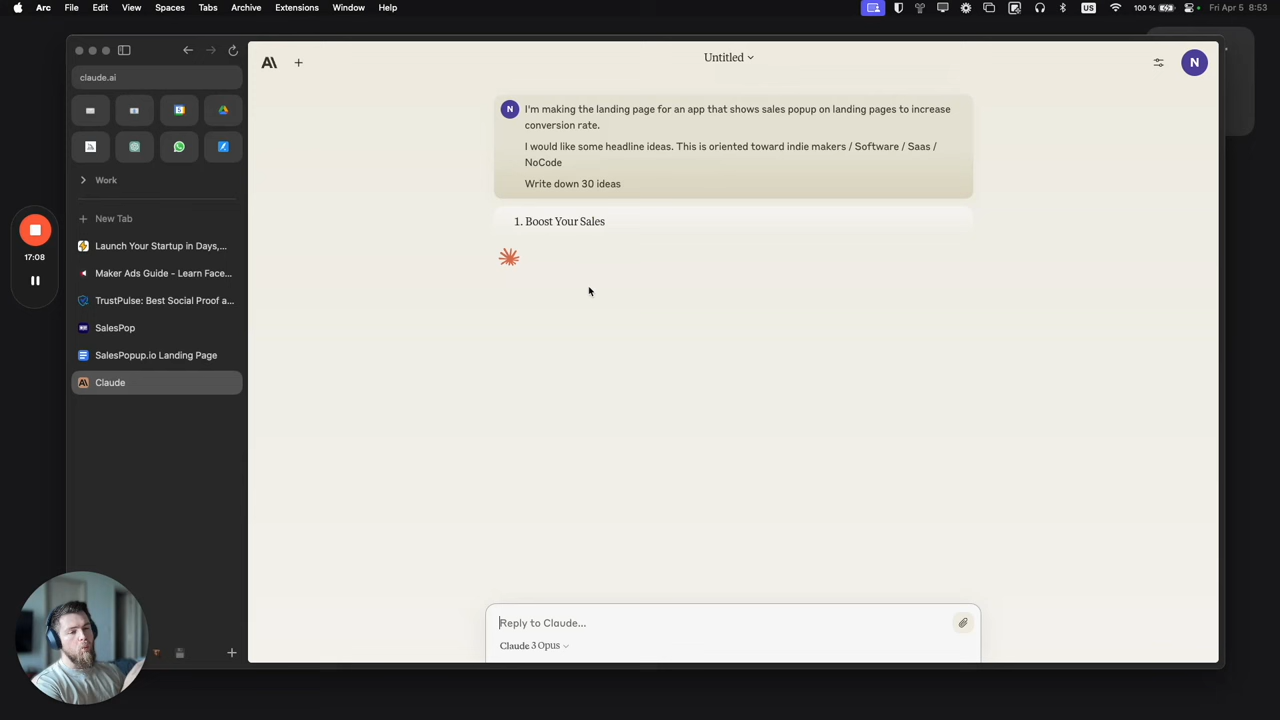 Arc File Edit View Spaces Tabs Archive Extensions Window Help
US 100 % Fri Apr 5 8:53
claude.ai
Work
New Tab
Launch Your Startup in Days,...
Maker Ads Guide - Learn Face...
TrustPulse: Best Social Proof a...
SalesPop
SalesPopup.io Landing Page
Claude
17:08
Untitled
N
N
I'm making the landing page for an app that shows sales popup on landing pages to increase
conversion rate.
I would like some headline ideas. This is oriented toward indie makers / Software / Saas /
NoCode
Write down 30 ideas
1. Boost Your Sales
Reply to Claude...
Claude 3 Opus